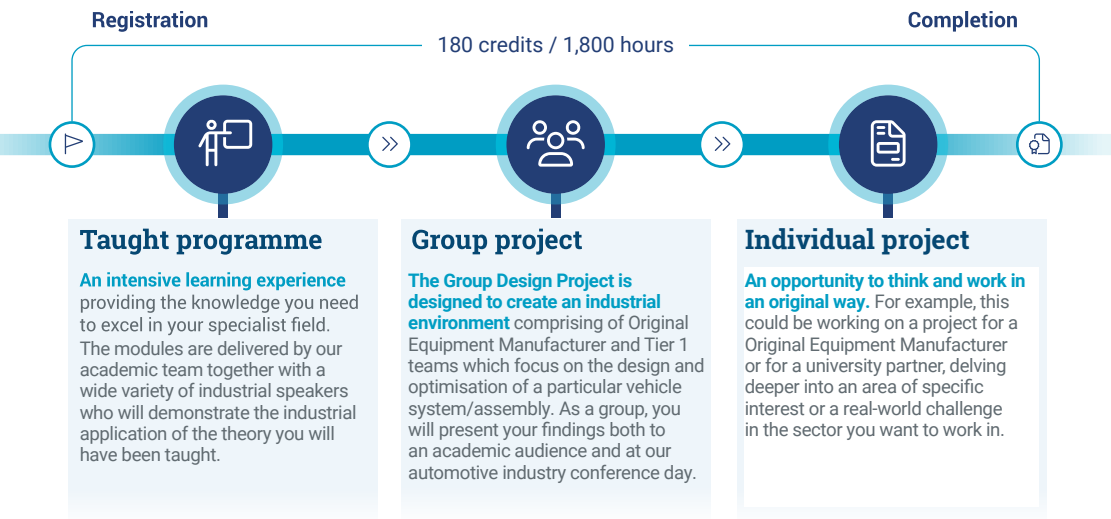 Registration
Completion
180 credits / 1,800 hours
Taught programme
An intensive learning experience
providing the knowledge you need
to excel in your specialist field.
The modules are delivered by our
academic team together with a
wide variety of industrial speakers
who will demonstrate the industrial
application of the theory you will
have been taught.
Group project
The Group Design Project is
designed to create an industrial
environment comprising of Original
Equipment Manufacturer and Tier 1
teams which focus on the design and
optimisation of a particular vehicle
system/assembly. As a group, you
will present your findings both to
an academic audience and at our
automotive industry conference day.
Individual project
An opportunity to think and work in
an original way. For example, this
could be working on a project for a
Original Equipment Manufacturer
or for a university partner, delving
deeper into an area of specific
interest or a real-world challenge
in the sector you want to work in.